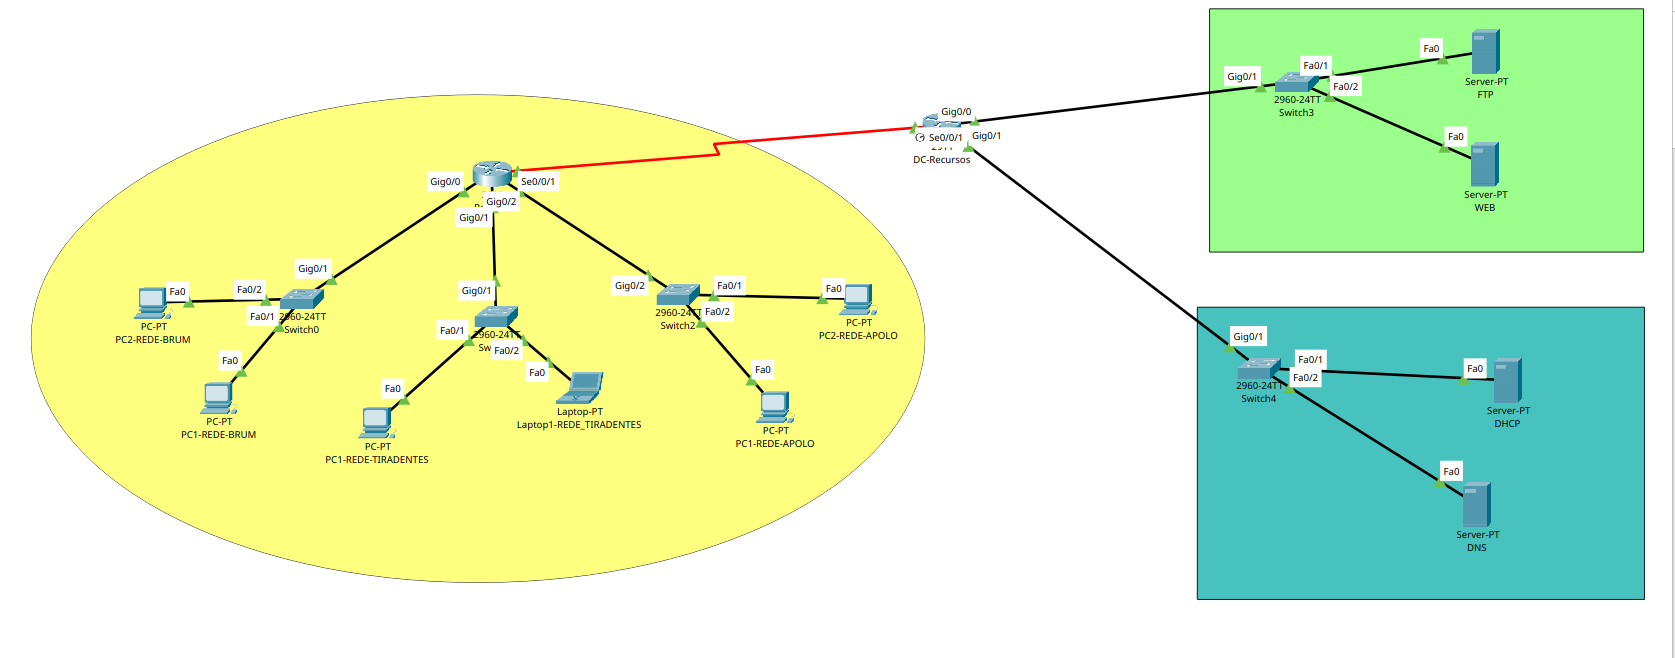 Gig0/0
Se0/0/1
Gig0/2
Gig0/1
Gig0/1
Fa0/2
Fa0/1
2960-24TT
Switch0
Fa0
PC-PT
PC2-REDE-BRUM
Fa0
PC-PT
PC1-REDE-BRUM
Gig0/1
2960-24TT
Fa0/1
Fa0/2
Fa0
PC-PT
PC1-REDE-TIRADENTES
Fa0
Laptop-PT
Laptop1-REDE_TIRADENTES
Gig0/2
2960-24TT
Switch2
Fa0/1
Fa0/2
Fa0
PC-PT
PC2-REDE-APOLO
Fa0
PC-PT
PC1-REDE-APOLO
Gig0/0
Se0/0/1
Gig0/1
DC-Recursos
Gig0/1
Fa0/1
Fa0/2
2960-24TT
Switch3
Fa0
Server-PT
FTP
Fa0
Server-PT
WEB
Gig0/1
Fa0/1
Fa0/2
2960-24TT
Switch4
Fa0
Server-PT
DHCP
Fa0
Server-PT
DNS